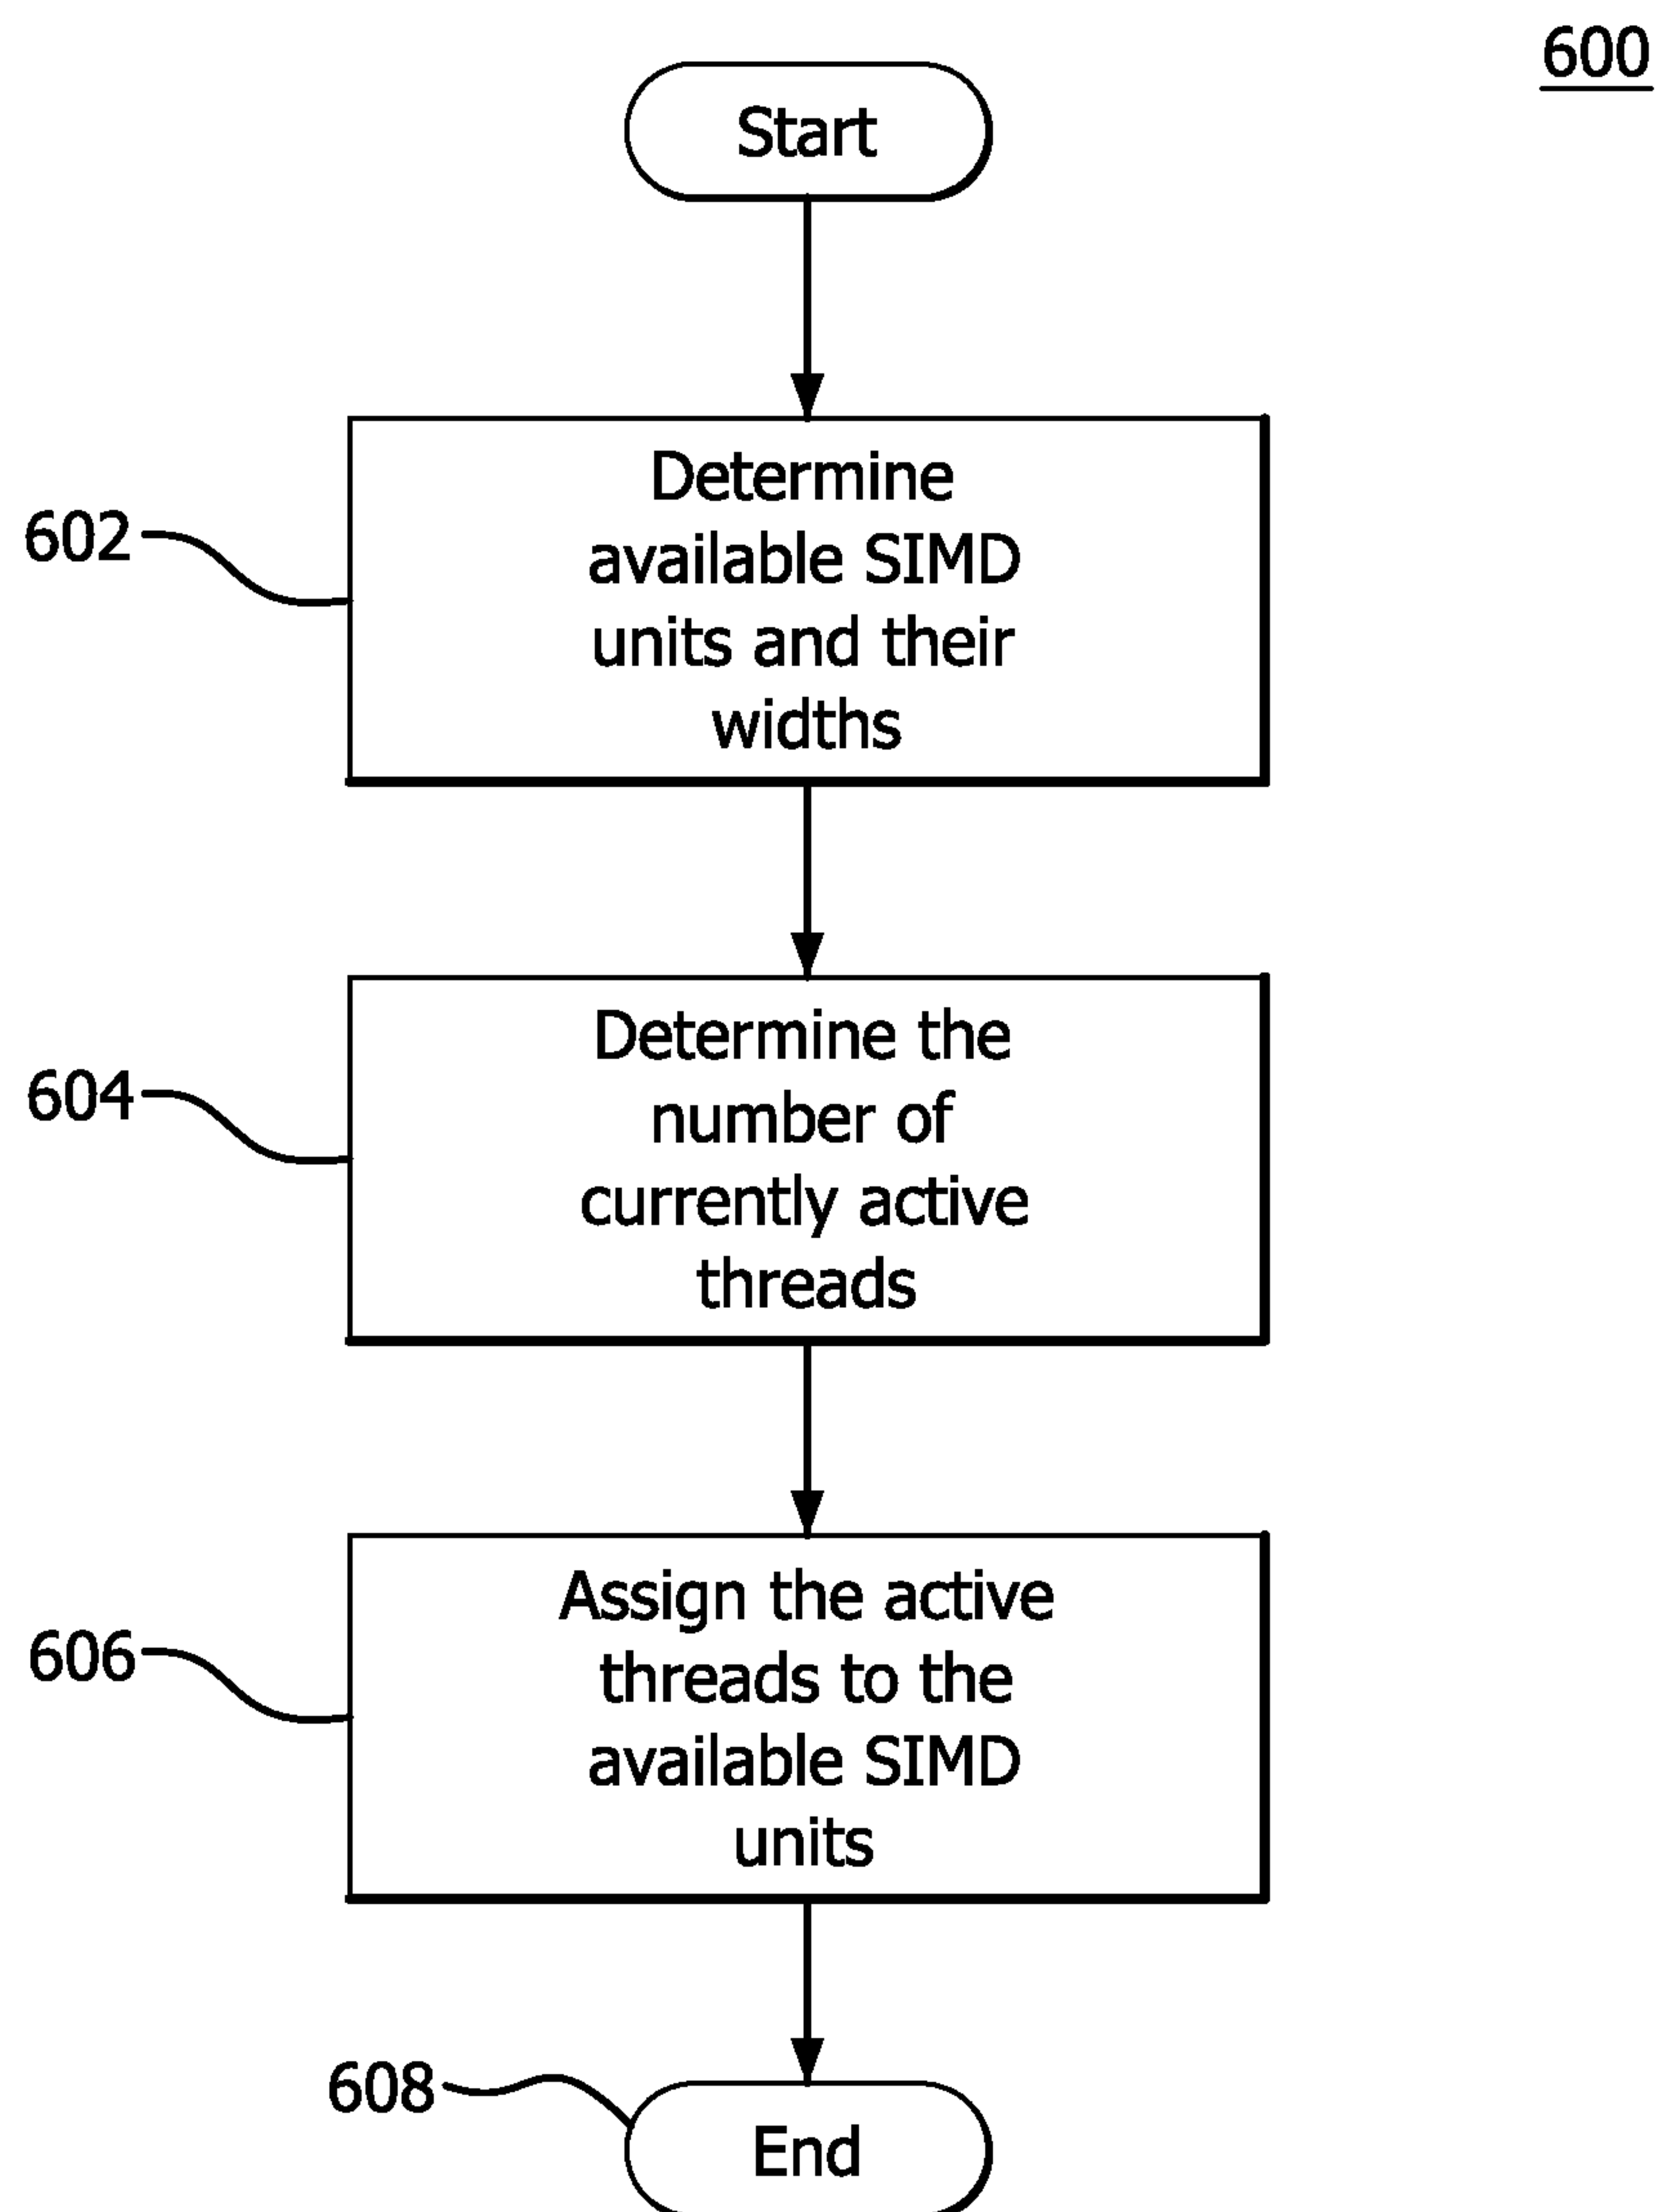 600
Start
Determine
available SIMD
units and their
widths
602
Determine the
number of
currently active
threads
604
Assign the active
threads to the
available SIMD
units
606
608
End